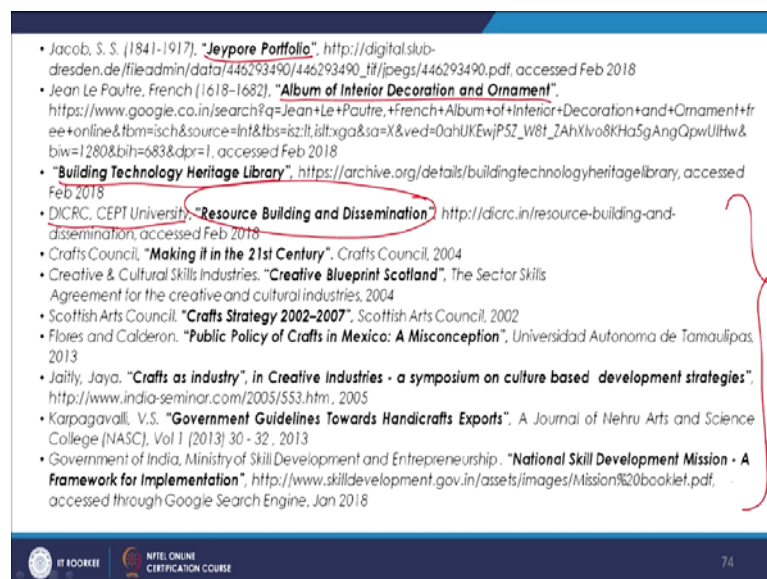 • Jacob, S. S. (1841-1917), "Jeypore Portfolio", http://digital.slub-
dresden.de/fileadmin/data/446293490/446293490_tif/jpegs/446293490.pdf, accessed Feb 2018
• Jean Le Pautre, French (1618–1682), "Album of Interior Decoration and Ornament",
https://www.google.co.in/search?q=Jean+Le+Pautre,+French+Album+of+Interior+Decoration+and+Ornament+fr
ee+online&tbm=isch&source=lnt&tbs=isz:lt,islt:xga&sa=X&ved=0ahUKEwjP5Z_W8t_ZAhXIvo8KHa5gAngQpwUIHw&
biw=1280&bih=683&dpr=1, accessed Feb 2018
• "Building Technology Heritage Library", https://archive.org/details/buildingtechnologyheritagelibrary, accessed
Feb 2018
• DICRC, CEPT University, "Resource Building and Dissemination", http://dicrc.in/resource-building-and-
dissemination, accessed Feb 2018
• Crafts Council, "Making it in the 21st Century". Crafts Council, 2004
• Creative & Cultural Skills Industries. "Creative Blueprint Scotland", The Sector Skills
Agreement for the creative and cultural industries, 2004
• Scottish Arts Council. "Crafts Strategy 2002–2007", Scottish Arts Council, 2002
• Flores and Calderon. "Public Policy of Crafts in Mexico: A Misconception", Universidad Autonoma de Tamaulipas,
2013
• Jaitly, Jaya. "Crafts as industry", in Creative Industries - a symposium on culture based development strategies",
http://www.india-seminar.com/2005/553.htm, 2005
• Karpagavalli, V.S. "Government Guidelines Towards Handicrafts Exports", A Journal of Nehru Arts and Science
College (NASC), Vol 1 (2013) 30 - 32, 2013
• Government of India, Ministry of Skill Development and Entrepreneurship. "National Skill Development Mission - A
Framework for Implementation", http://www.skilldevelopment.gov.in/assets/images/Mission%20booklet.pdf,
accessed through Google Search Engine, Jan 2018
IIT ROORKEE
NPTEL ONLINE
CERTIFICATION COURSE
74